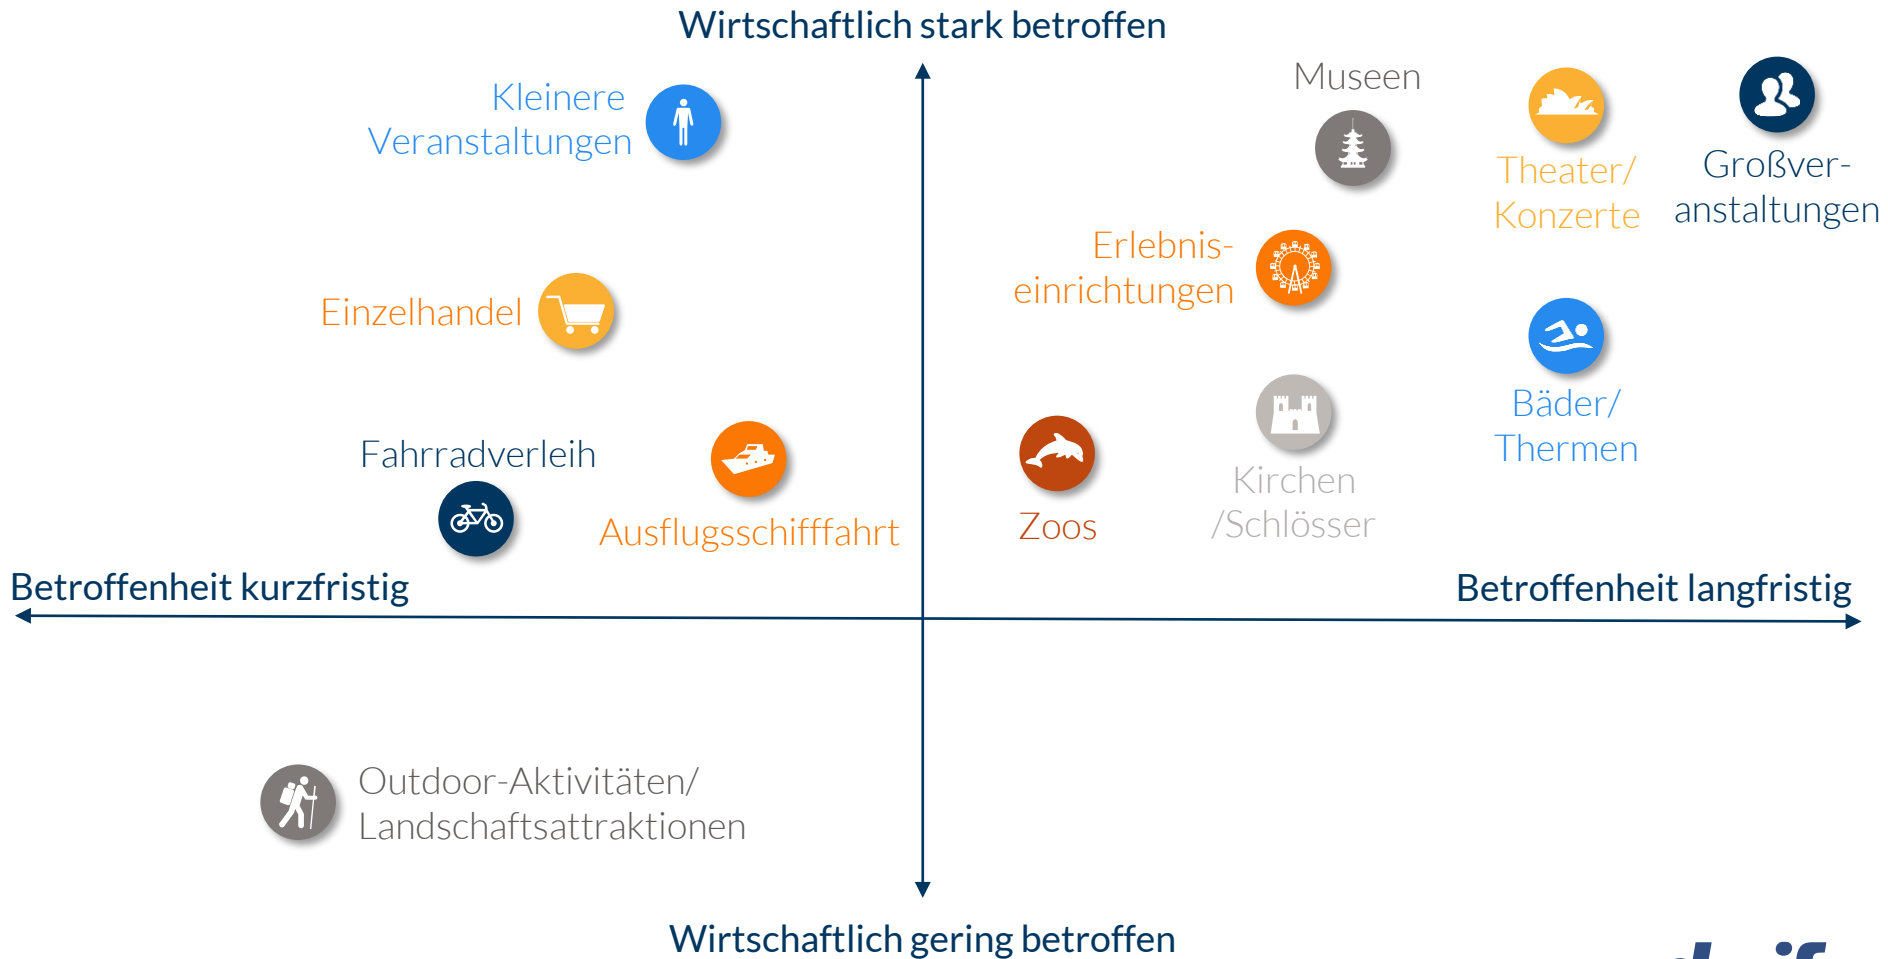 Wirtschaftlich stark betroffen
Kleinere
Veranstaltungen
Museen
Theater/
Konzerte
Großver-
anstaltungen
Erlebnis-
einrichtungen
Einzelhandel
Bäder/
Thermen
Fahrradverleih
Ausflugsschifffahrt
Zoos
Kirchen
/Schlösser
Betroffenheit kurzfristig
Betroffenheit langfristig
Outdoor-Aktivitäten/
Landschaftsattraktionen
Wirtschaftlich gering betroffen